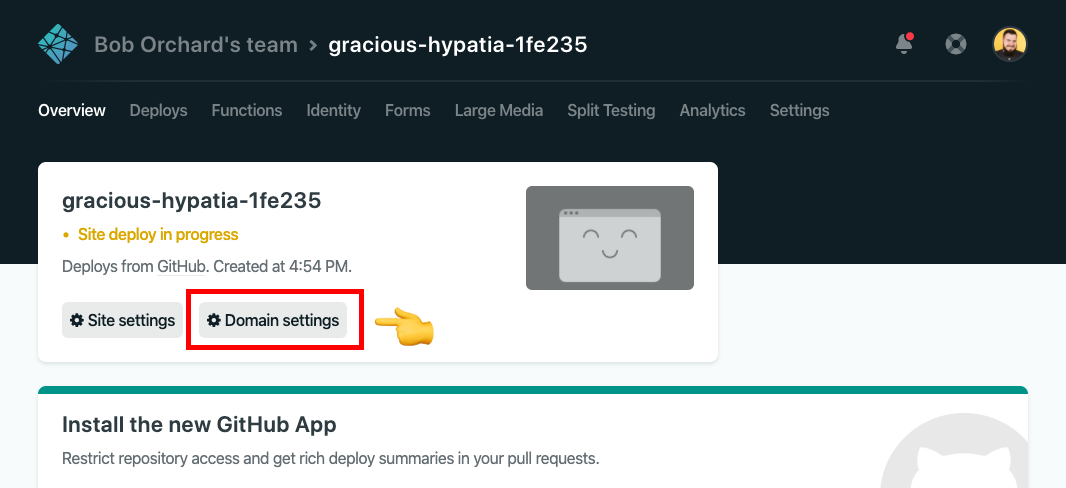 Bob Orchard's team > gracious-hypatia-1fe235
Overview Deploys Functions Identity Forms Large Media Split Testing Analytics Settings
gracious-hypatia-1fe235
• Site deploy in progress
Deploys from GitHub. Created at 4:54 PM.
Site settings Domain settings
Install the new GitHub App
Restrict repository access and get rich deploy summaries in your pull requests.